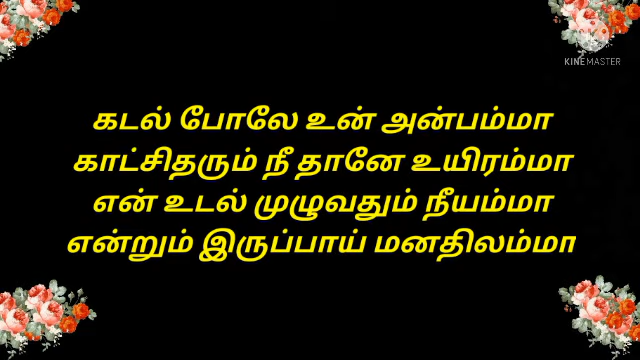 KINEMASTER
கடல் போலே உன் அன்பம்மா
காட்சிதரும் நீ தானே உயிரம்மா
என் உடல் முழுவதும் நீயம்மா
என்றும் இருப்பாய் மனதிலம்மா